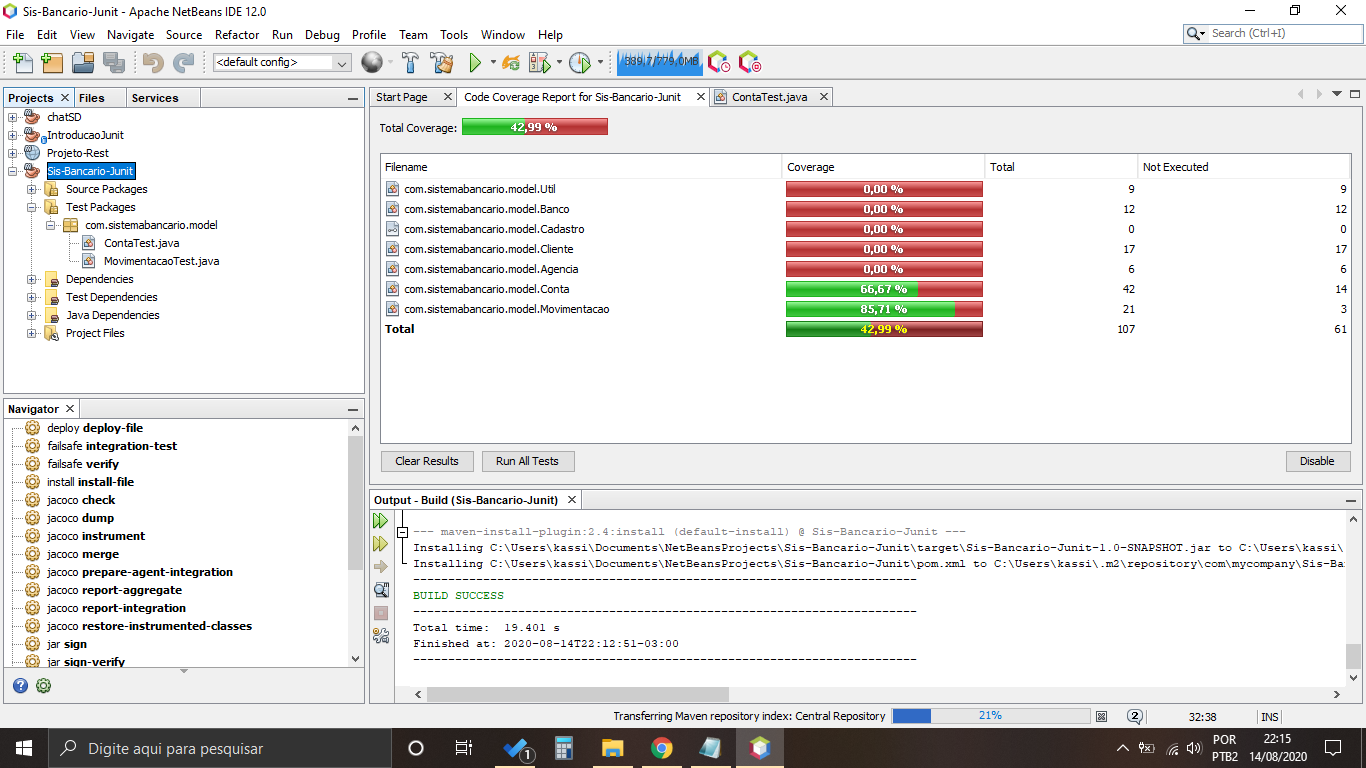 Sis-Bancario-Junit - Apache NetBeans IDE 12.0
File Edit View Navigate Source Refactor Run Debug Profile Team Tools Window Help
Search (Ctrl+I)
<default config>
389,7/779,0MB
Projects Files Services
chatSD
IntroducaoJunit
Projeto-Rest
Sis-Bancario-Junit
Source Packages
Test Packages
com.sistemabancario.model
ContaTest.java
MovimentacaoTest.java
Dependencies
Test Dependencies
Java Dependencies
Project Files
Navigator
deploy deploy-file
failsafe integration-test
failsafe verify
install install-file
jacoco check
jacoco dump
jacoco instrument
jacoco merge
jacoco prepare-agent-integration
jacoco report-aggregate
jacoco report-integration
jacoco restore-instrumented-classes
jar sign
jar sign-verify
Start Page Code Coverage Report for Sis-Bancario-Junit ContaTest.java
Total Coverage: 42,99 %
Filename Coverage Total Not Executed
com.sistemabancario.model.Util 0,00 % 9 9
com.sistemabancario.model.Banco 0,00 % 12 12
com.sistemabancario.model.Cadastro 0,00 % 0 0
com.sistemabancario.model.Cliente 0,00 % 17 17
com.sistemabancario.model.Agencia 0,00 % 6 6
com.sistemabancario.model.Conta 66,67 % 42 14
com.sistemabancario.model.Movimentacao 85,71 % 21 3
Total 42,99 % 107 61
Clear Results Run All Tests Disable
Output - Build (Sis-Bancario-Junit)
--- maven-install-plugin:2.4:install (default-install) @ Sis-Bancario-Junit ---
Installing C:\Users\kassi\Documents\NetBeansProjects\Sis-Bancario-Junit\target\Sis-Bancario-Junit-1.0-SNAPSHOT.jar to C:\Users\kassi\
Installing C:\Users\kassi\Documents\NetBeansProjects\Sis-Bancario-Junit\pom.xml to C:\Users\kassi\.m2\repository\com\mycompany\Sis-Ba
------------------------------------------------------------------------
BUILD SUCCESS
------------------------------------------------------------------------
Total time:  19.401 s
Finished at: 2020-08-14T22:12:51-03:00
------------------------------------------------------------------------
Transferring Maven repository index: Central Repository 21% 2 32:38 INS
Digite aqui para pesquisar
1
POR
PTB2
22:15
14/08/2020